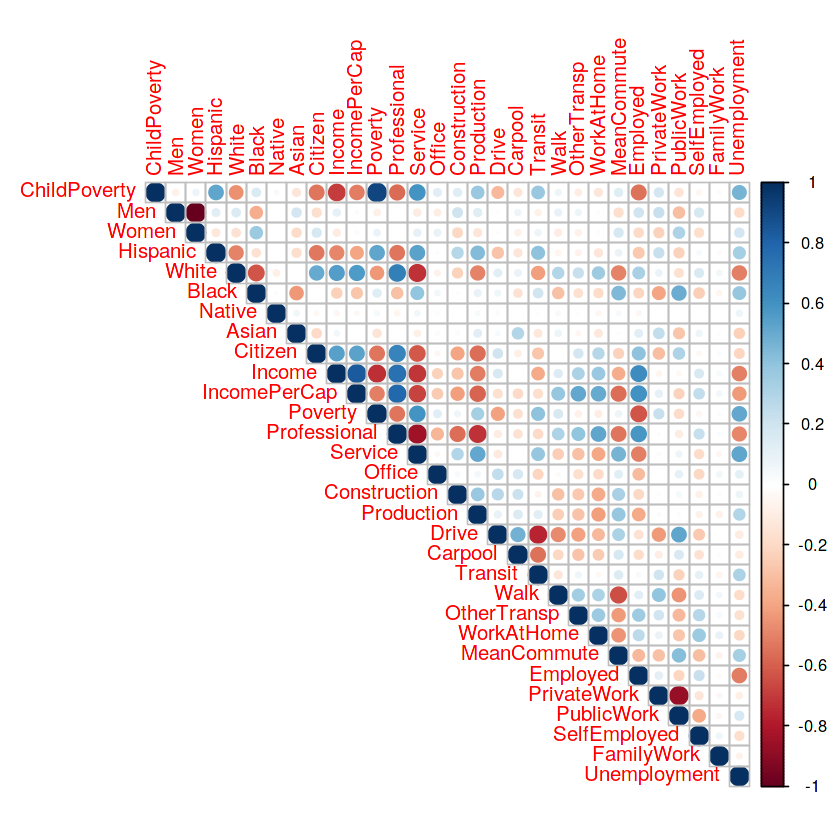 ChildPoverty
Men
Women
Hispanic
White
Black
Native
Asian
Citizen
Income
IncomePerCap
Poverty
Professional
Service
Office
Construction
Production
Drive
Carpool
Transit
Walk
OtherTransp
WorkAtHome
MeanCommute
Employed
PrivateWork
PublicWork
SelfEmployed
FamilyWork
Unemployment
ChildPoverty
Men
Women
Hispanic
White
Black
Native
Asian
Citizen
Income
IncomePerCap
Poverty
Professional
Service
Office
Construction
Production
Drive
Carpool
Transit
Walk
OtherTransp
WorkAtHome
MeanCommute
Employed
PrivateWork
PublicWork
SelfEmployed
FamilyWork
Unemployment
1
0.8
0.6
0.4
0.2
0
-0.2
-0.4
-0.6
-0.8
-1